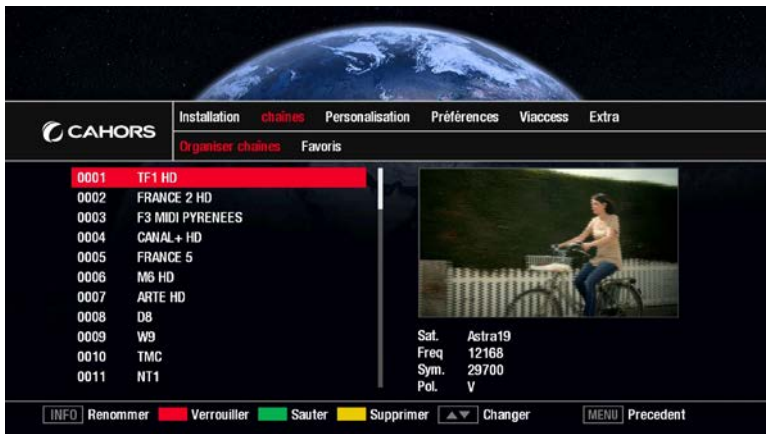 CAHORS
Installation chaines Personalisation Préférences Viaccess Extra
Organiser chaines Favoris
0001 TF1 HD
0002 FRANCE 2 HD
0003 F3 MIDI PYRENEES
0004 CANAL+ HD
0005 FRANCE 5
0006 M6 HD
0007 ARTE HD
0008 D8
0009 W9
0010 TMC
0011 NT1
Sat. Astra19
Freq 12168
Sym. 29700
Pol. V
INFO Renommer Verrouiller Sauter Supprimer ▲▼ Changer MENU Precedent